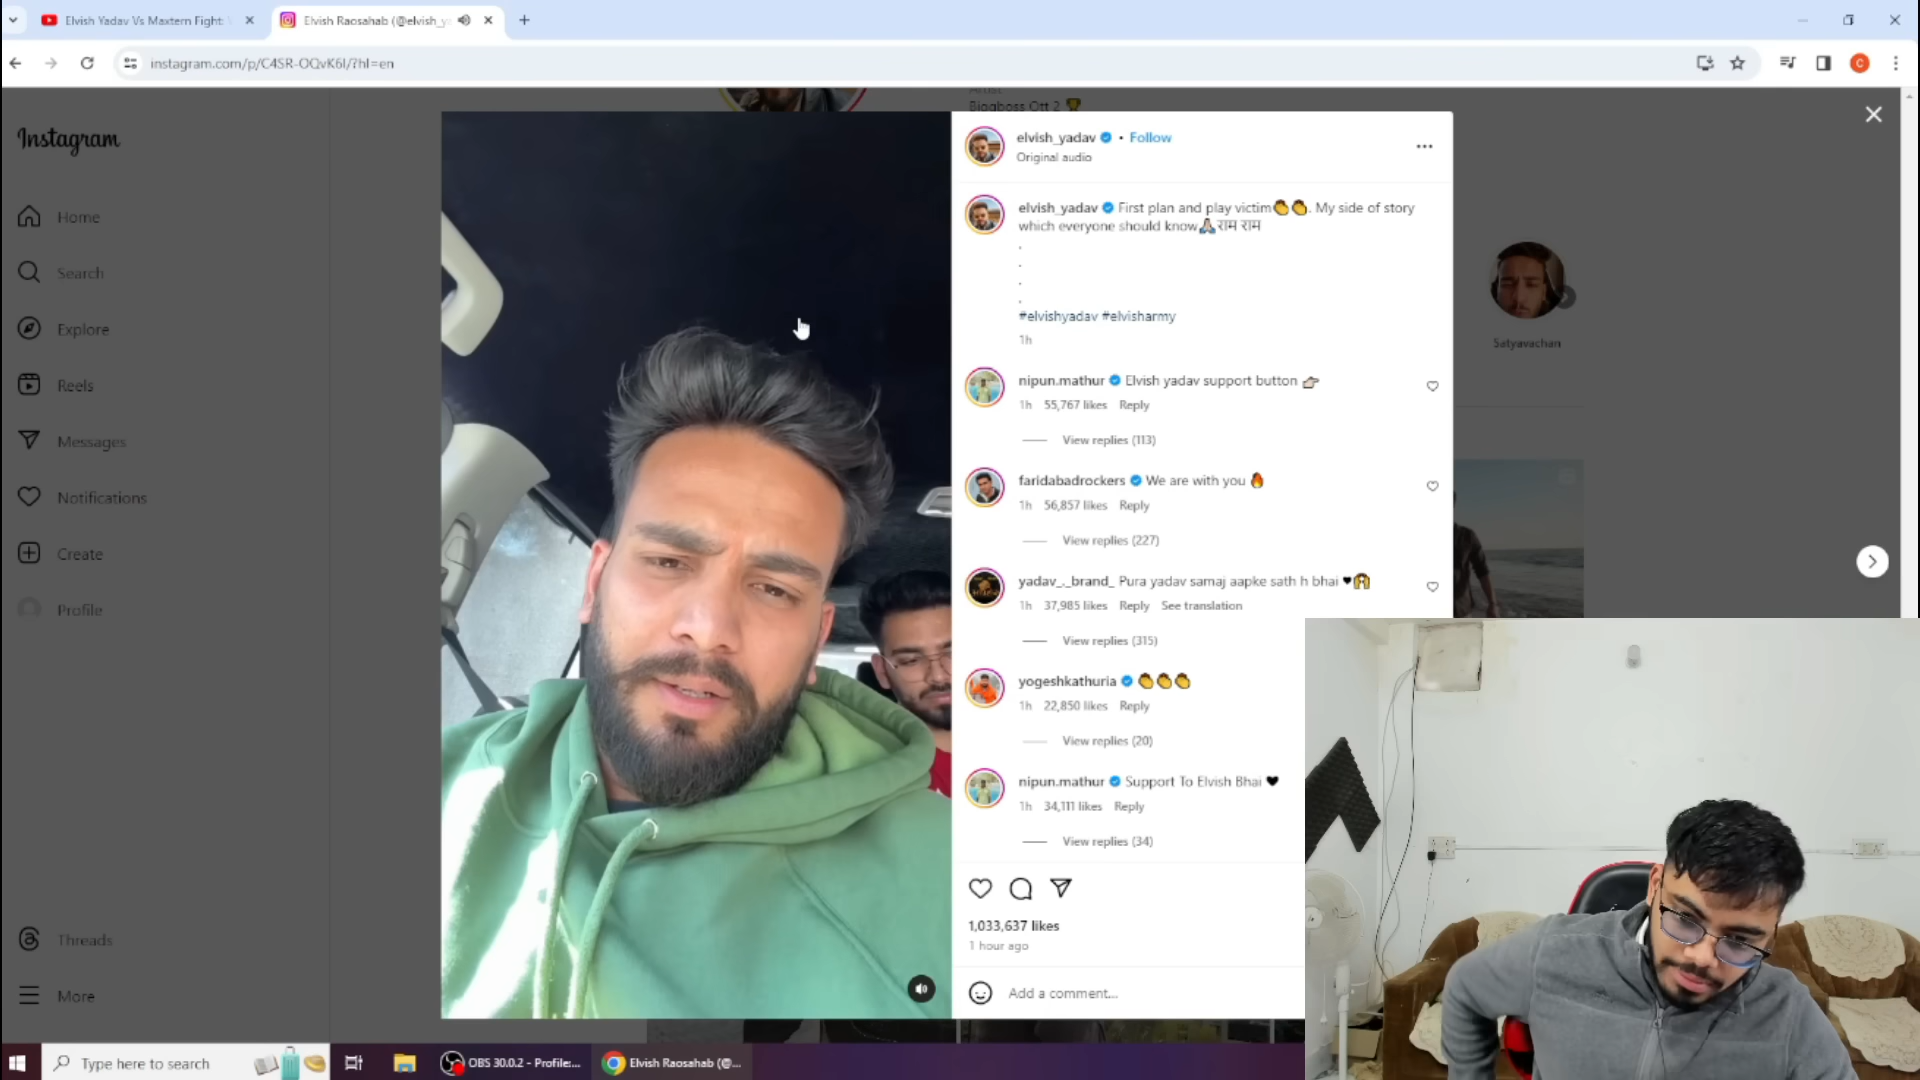 Elvish Yadav Vs Maxtern Fight:
Elvish Raosahab (@elvish_y
instagram.com/p/C4SR-OQvK6I/?hl=en
C
Biggboss Ott 2
Instagram
Home
Search
Explore
Reels
Messages
Notifications
Create
Profile
Threads
More
elvish_yadav • Follow
Original audio
elvish_yadav First plan and play victim👏👏. My side of story
which everyone should know🙏🏻राम राम
.
.
.
.
#elvishyadav #elvisharmy
1h
nipun.mathur Elvish yadav support button 👉
1h 55,767 likes Reply
View replies (113)
faridabadrockers We are with you 🔥
1h 56,857 likes Reply
View replies (227)
yadav_._brand_ Pura yadav samaj aapke sath h bhai ♥🙌
1h 37,985 likes Reply See translation
View replies (315)
yogeshkathuria 👏👏👏
1h 22,850 likes Reply
View replies (20)
nipun.mathur Support To Elvish Bhai ♥
1h 34,111 likes Reply
View replies (34)
1,033,637 likes
1 hour ago
Add a comment...
Satyavachan
Type here to search
OBS 30.0.2 - Profile:...
Elvish Raosahab (@...